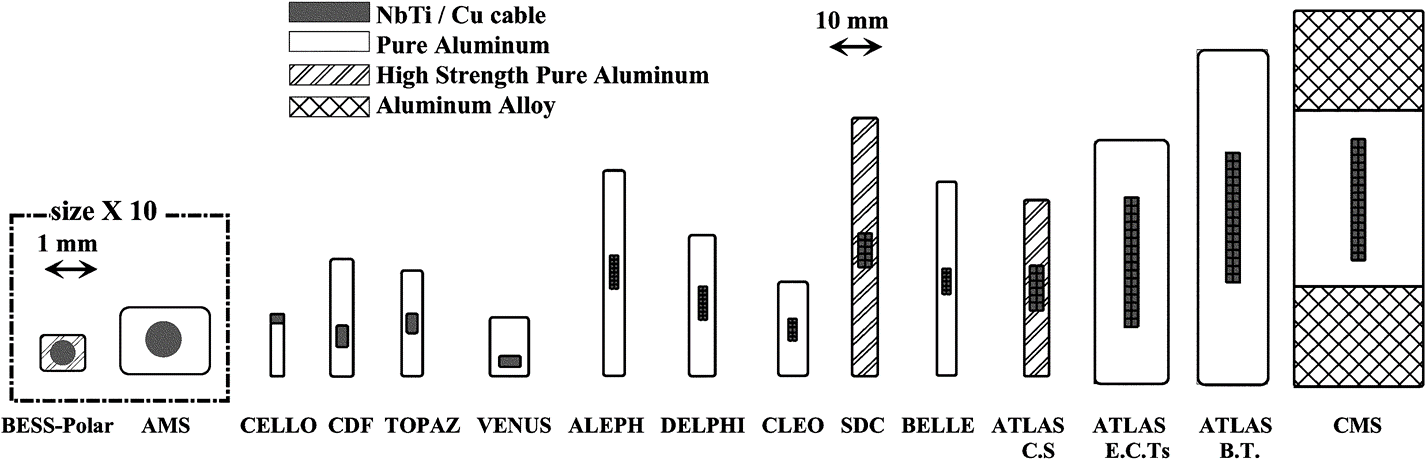 NbTi / Cu cable
Pure Aluminum
High Strength Pure Aluminum
Aluminum Alloy
10 mm
size X 10
1 mm
BESS-Polar AMS CELLO CDF TOPAZ VENUS ALEPH DELPHI CLEO SDC BELLE ATLAS ATLAS ATLAS CMS
C.S E.C.Ts B.T.